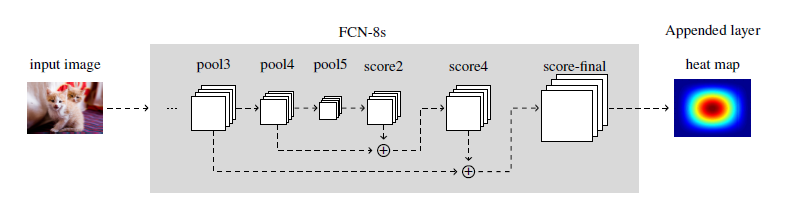 FCN-8s
Appended layer
input image
pool3
pool4
pool5
score2
score4
score-final
heat map
...